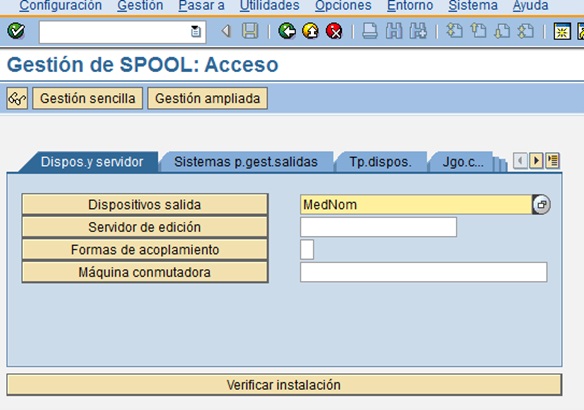 Configuración Gestión Pasar a Utilidades Opciones Entorno Sistema Ayuda
Gestión de SPOOL: Acceso
Gestión sencilla Gestión ampliada
Dispos.y servidor Sistemas p.gest.salidas Tp.dispos. Jgo.c...
Dispositivos salida MedNom
Servidor de edición
Formas de acoplamiento
Máquina conmutadora
Verificar instalación